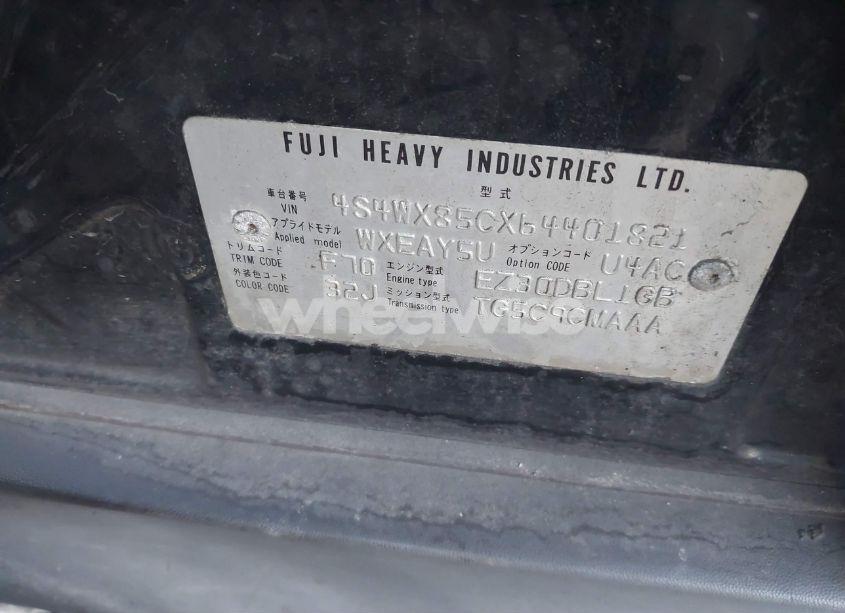 FUJI HEAVY INDUSTRIES LTD.
車台番号 型式
VIN 4S4WX85CX64401821
アプライドモデル オプションコード
Applied model WXEAY5U Option CODE U4AC
トリムコード エンジン型式
TRIM CODE F70 Engine type EZ30DBL1GB
外装色コード ミッション型式
COLOR CODE 32J Transmission type TG5C9CMAAA
wheelwise